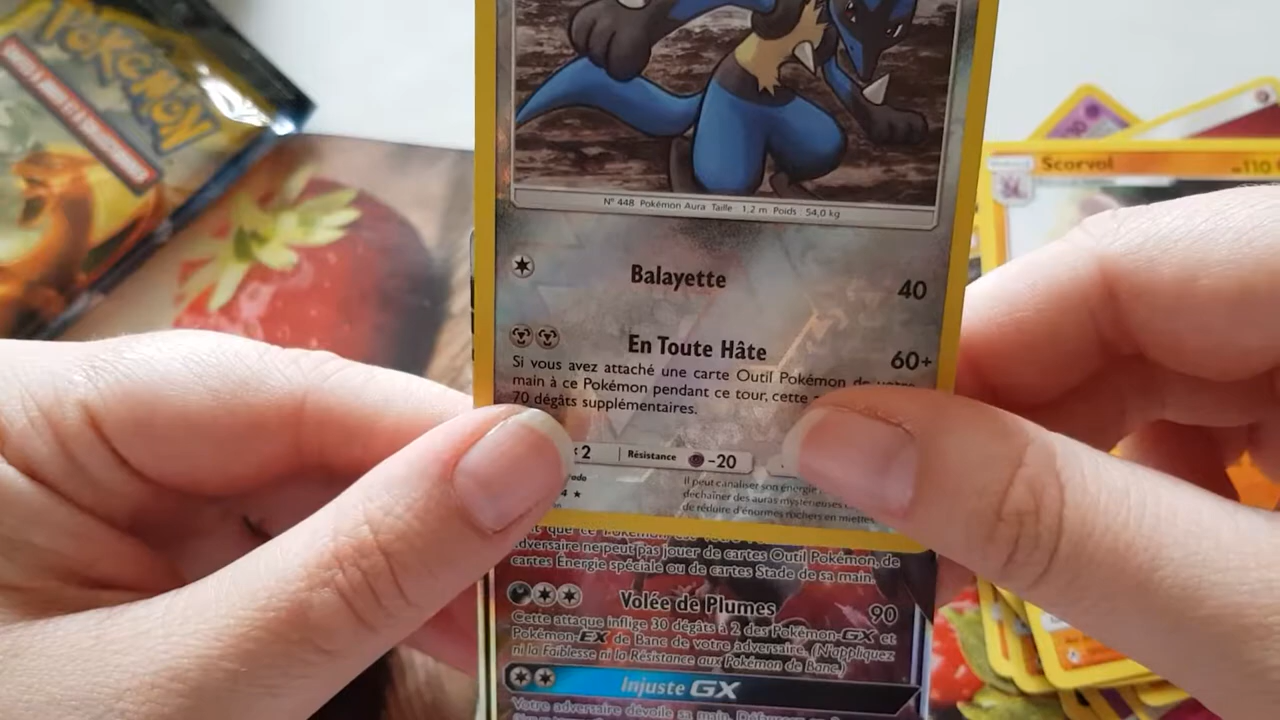 POKÉMON
Scorvol 110
N° 448 Pokémon Aura Taille : 1,2 m Poids : 54,0 kg
Balayette 40
En Toute Hâte 60+
Si vous avez attaché une carte Outil Pokémon de votre
main à ce Pokémon pendant ce tour, cette
70 dégâts supplémentaires.
×2 Résistance -20
Il peut canaliser son énergie
déchaîner des auras mystérieuses
de réduire d'énormes rochers en miettes
que ce Pokémon
adversaire ne peut pas jouer de cartes Outil Pokémon, de
cartes Énergie spéciale ou de cartes Stade de sa main.
Volée de Plumes 90
Cette attaque inflige 30 dégâts à 2 des Pokémon-GX et
Pokémon-EX de Banc de votre adversaire. (N'appliquez
ni la Faiblesse ni la Résistance aux Pokémon de Banc.)
Injuste GX
Votre adversaire dévoile sa main.